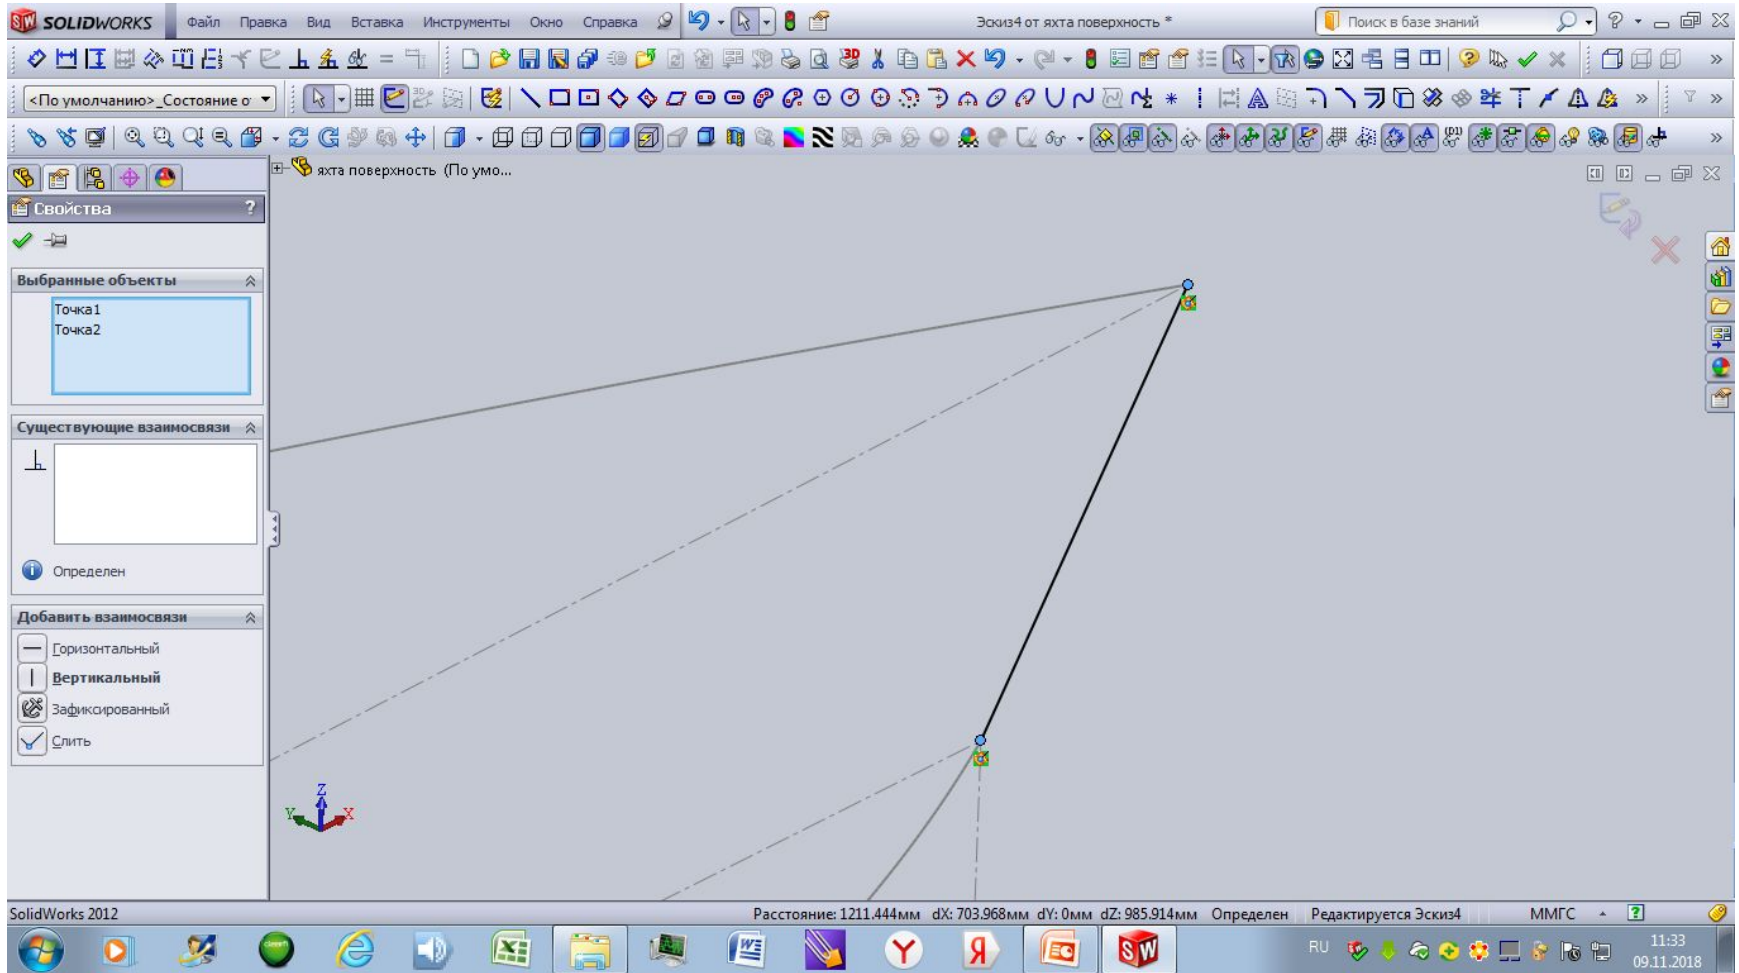 SOLIDWORKS Файл Правка Вид Вставка Инструменты Окно Справка Эскиз4 от яхта поверхность * Поиск в базе знаний
<По умолчанию>_Состояние о
яхта поверхность (По умо...
Свойства ?
Выбранные объекты
Точка1
Точка2
Существующие взаимосвязи
Определен
Добавить взаимосвязи
Горизонтальный
Вертикальный
Зафиксированный
Слить
Z
Y X
SolidWorks 2012 Расстояние: 1211.444мм dX: 703.968мм dY: 0мм dZ: 985.914мм Определен Редактируется Эскиз4 ММГС
RU 11:33
09.11.2018